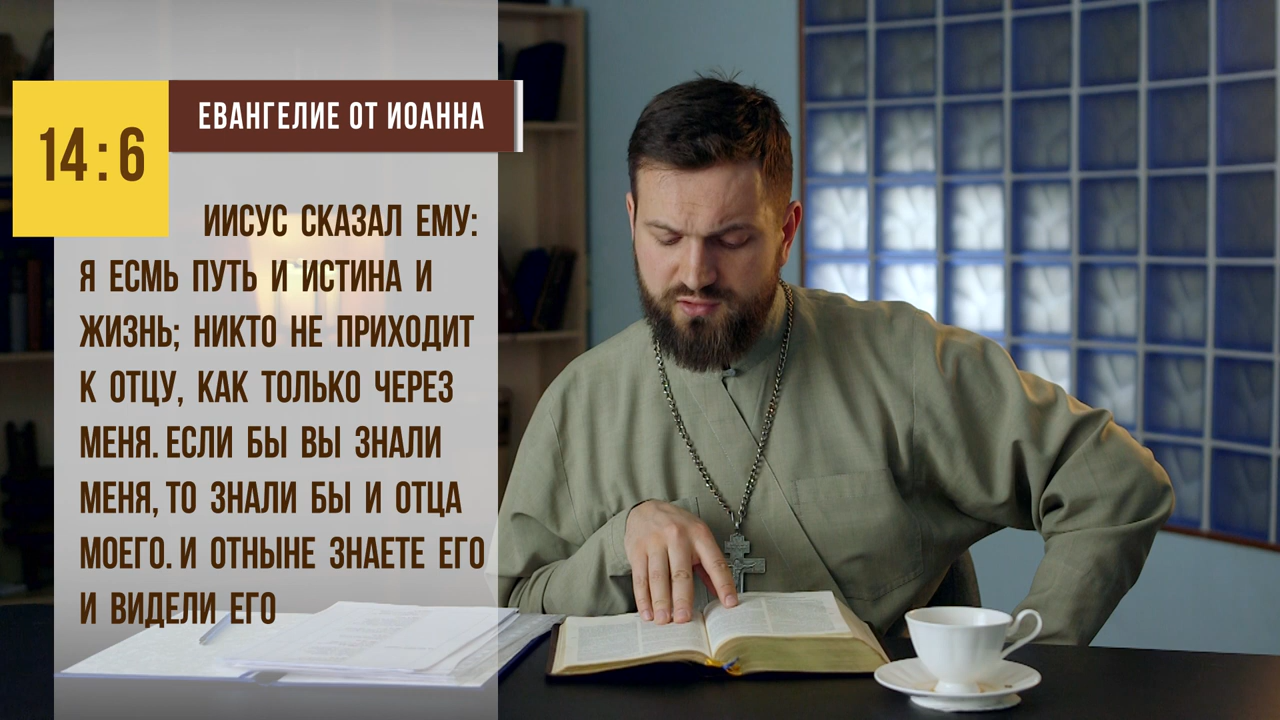 14:6
ЕВАНГЕЛИЕ ОТ ИОАННА
ИИСУС СКАЗАЛ ЕМУ:
Я ЕСМЬ ПУТЬ И ИСТИНА И
ЖИЗНЬ; НИКТО НЕ ПРИХОДИТ
К ОТЦУ, КАК ТОЛЬКО ЧЕРЕЗ
МЕНЯ. ЕСЛИ БЫ ВЫ ЗНАЛИ
МЕНЯ, ТО ЗНАЛИ БЫ И ОТЦА
МОЕГО. И ОТНЫНЕ ЗНАЕТЕ ЕГО
И ВИДЕЛИ ЕГО